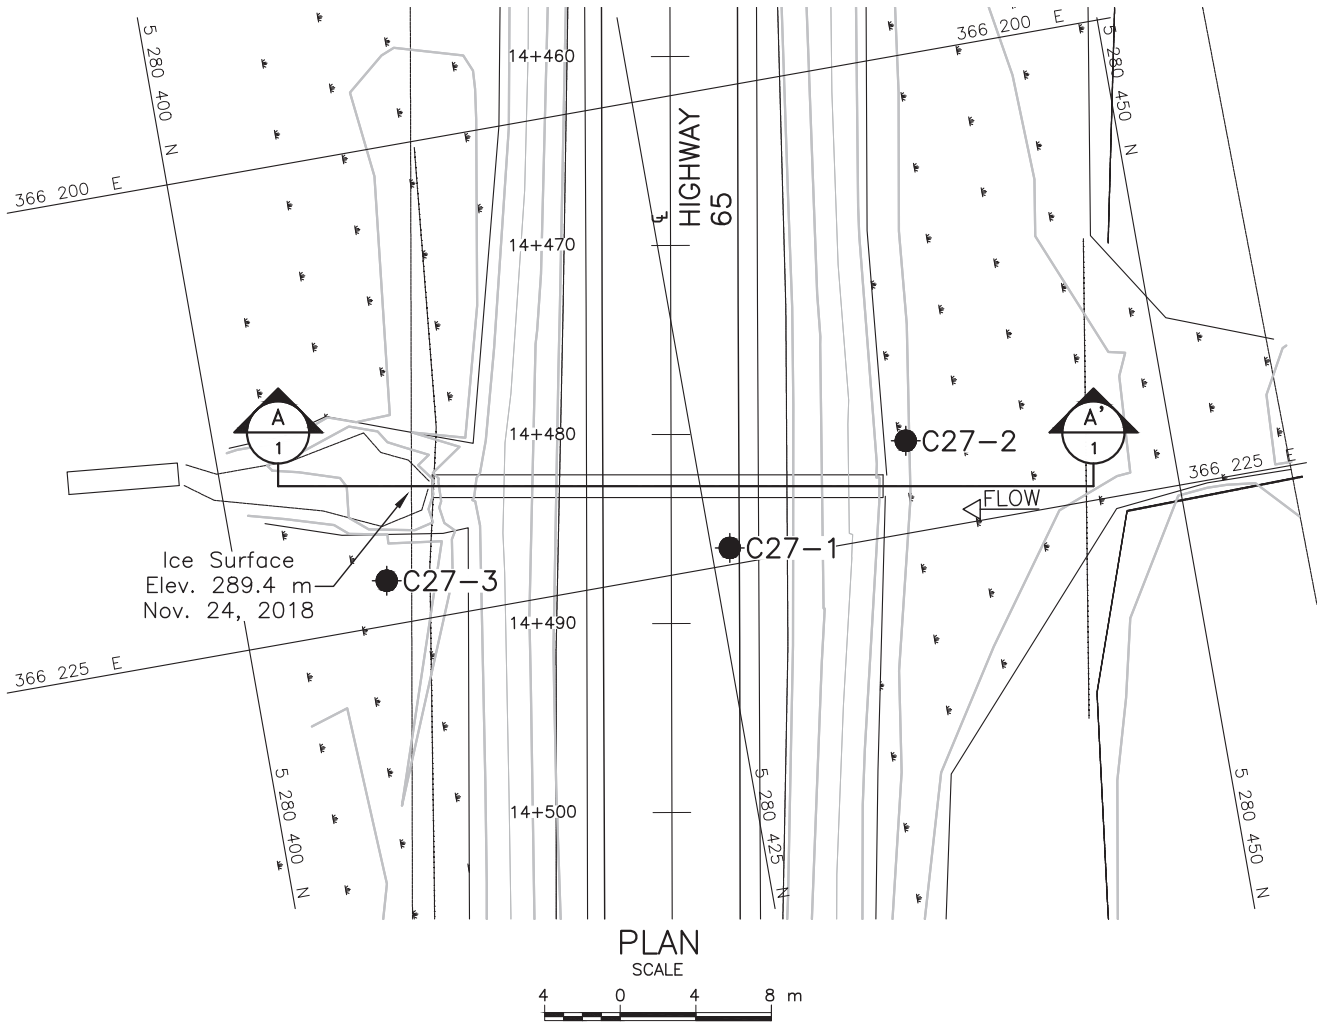 366 200 E
5 280 400 N
14+460
5 280 450 N
HIGHWAY
65
366 200 E
14+470
A
1
14+480
C27-2
A'
1
366 225 E
FLOW
C27-1
Ice Surface
Elev. 289.4 m
Nov. 24, 2018
C27-3
14+490
366 225 E
5 280 400 N
14+500
5 280 425 N
5 280 450 N
PLAN
SCALE
4 0 4 8 m